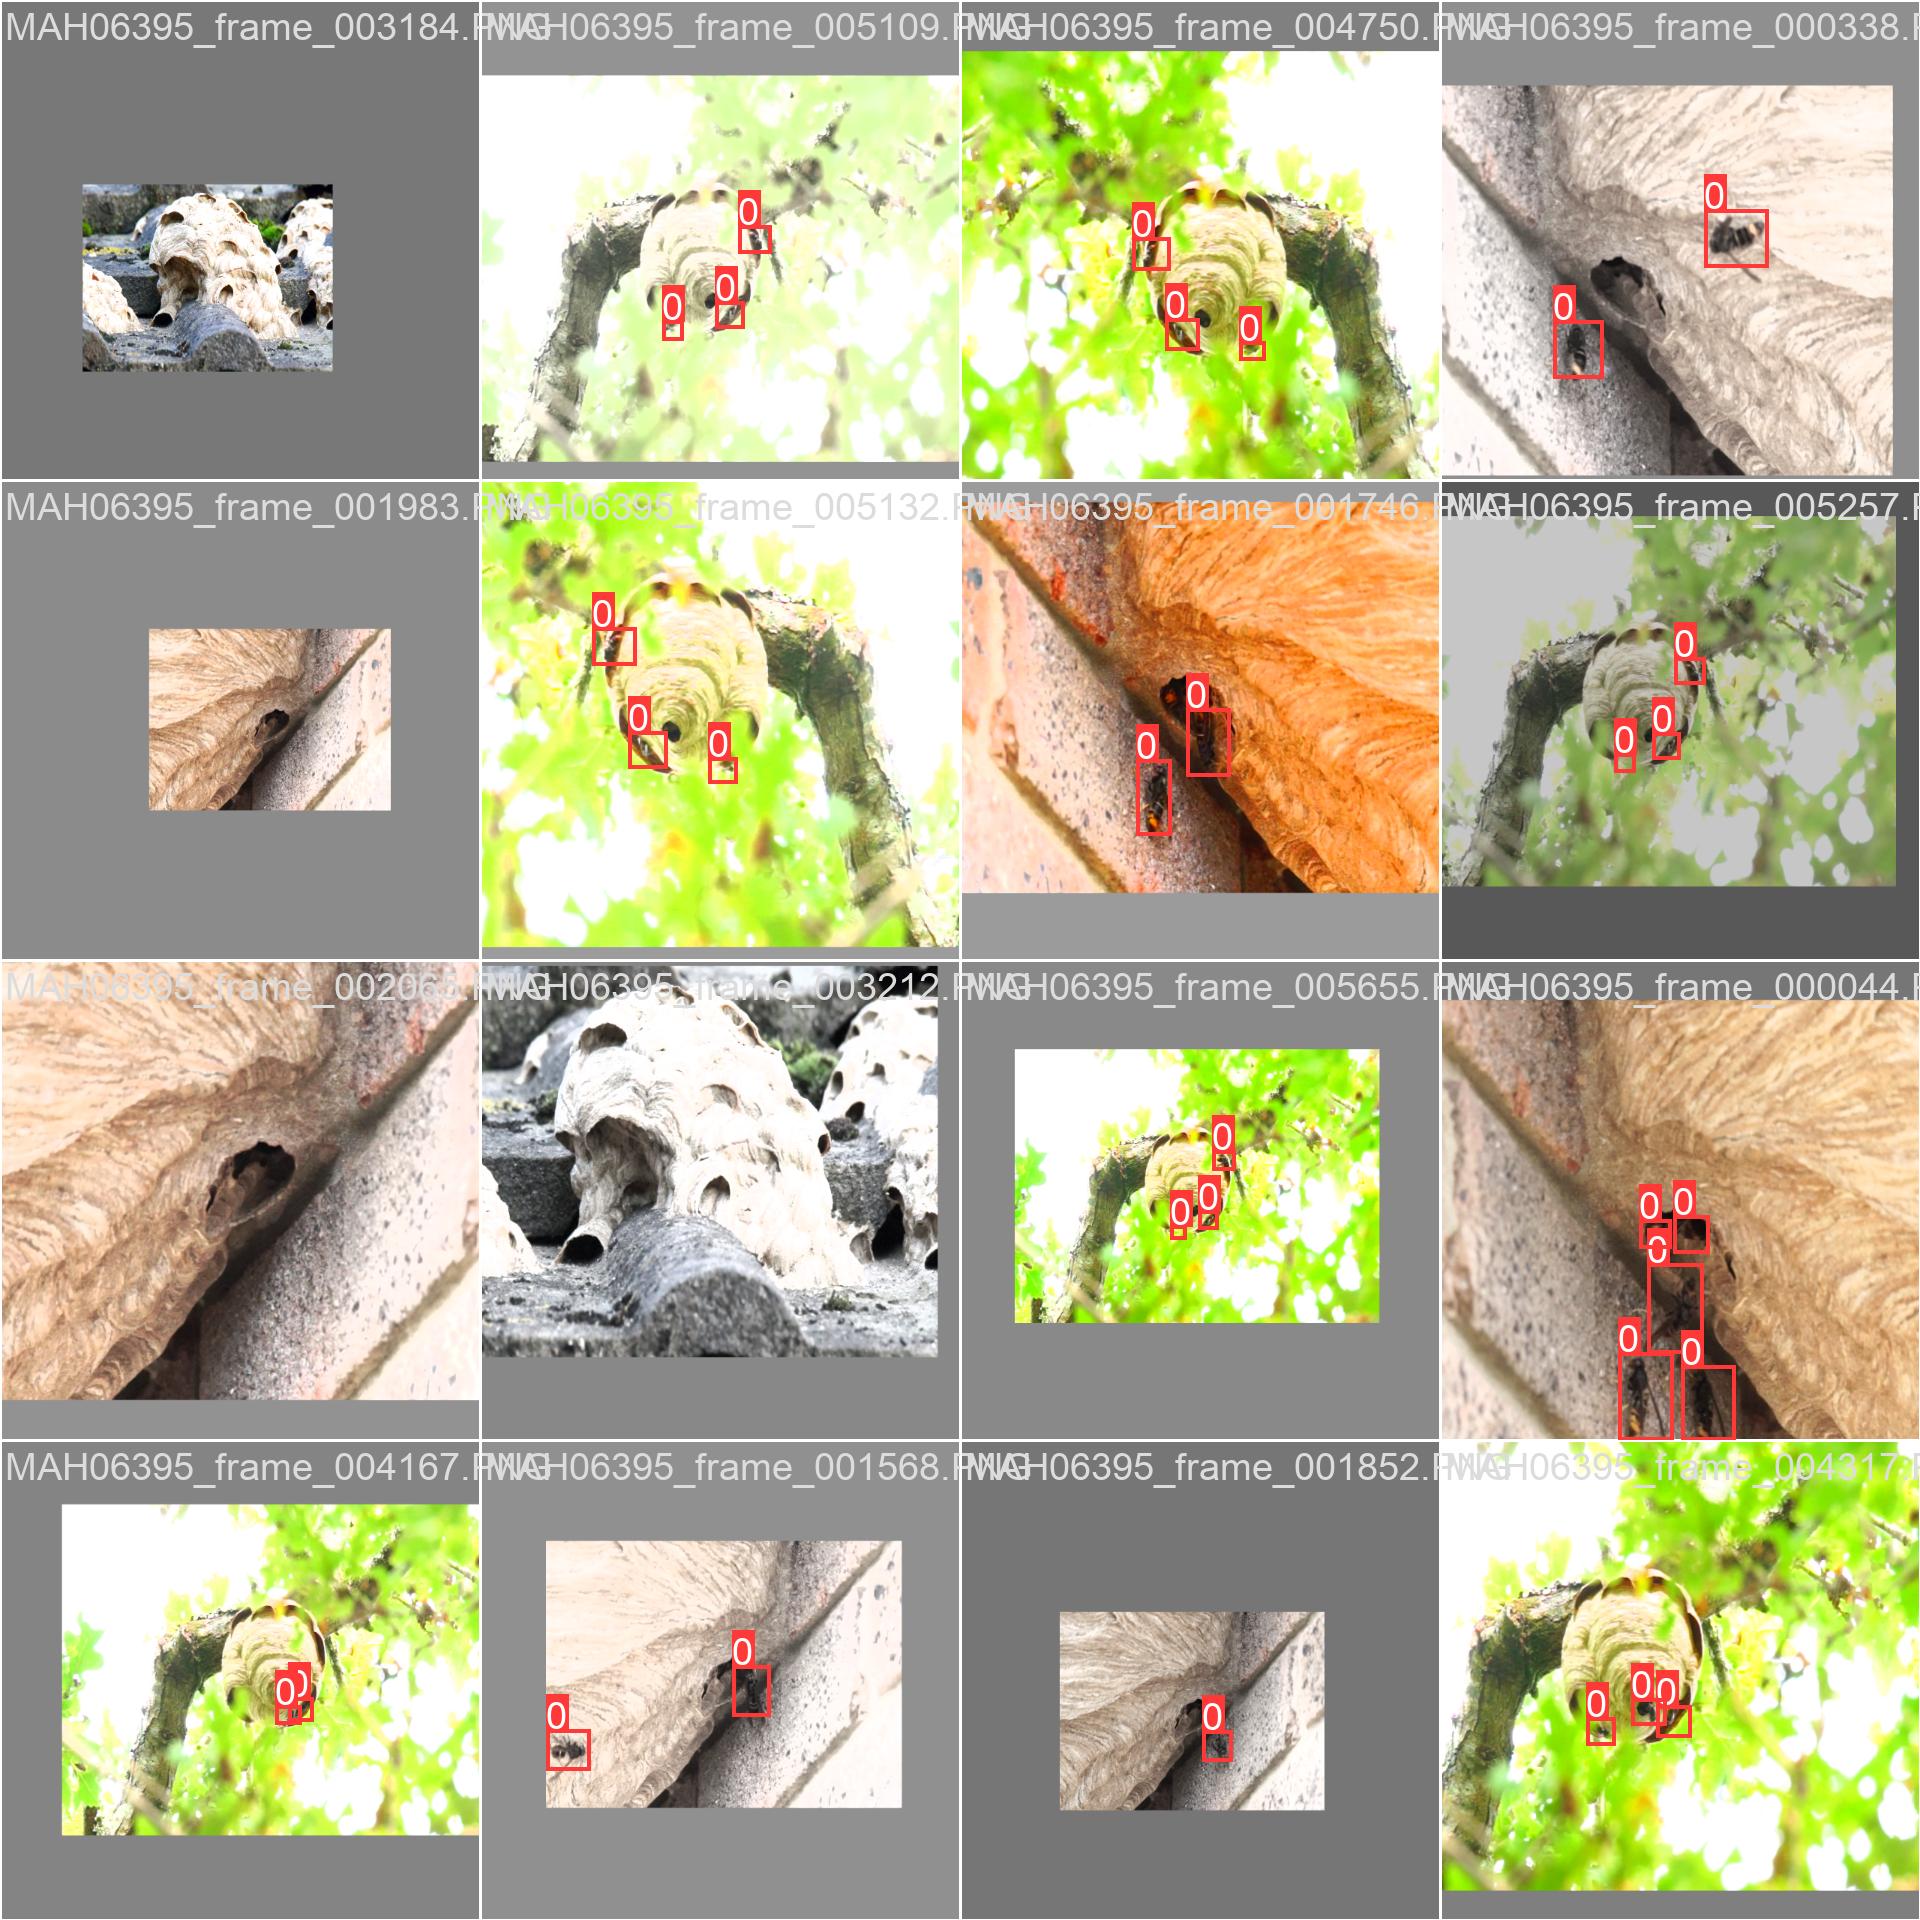 MAH06395_frame_003184.PNG
MAH06395_frame_005109.PNG
MAH06395_frame_004750.PNG
MAH06395_frame_000338.P
0
0
0
0
0
0
0
0
MAH06395_frame_001983.PNG
MAH06395_frame_005132.PNG
MAH06395_frame_001746.PNG
MAH06395_frame_005257.P
0
0
0
0
0
0
0
0
MAH06395_frame_002065.PNG
MAH06395_frame_003212.PNG
MAH06395_frame_005655.PNG
MAH06395_frame_000044.P
0
0
0
0
0
0
0
0
MAH06395_frame_004167.PNG
MAH06395_frame_001568.PNG
MAH06395_frame_001852.PNG
MAH06395_frame_004317.P
0
0
0
0
0
0
0
0